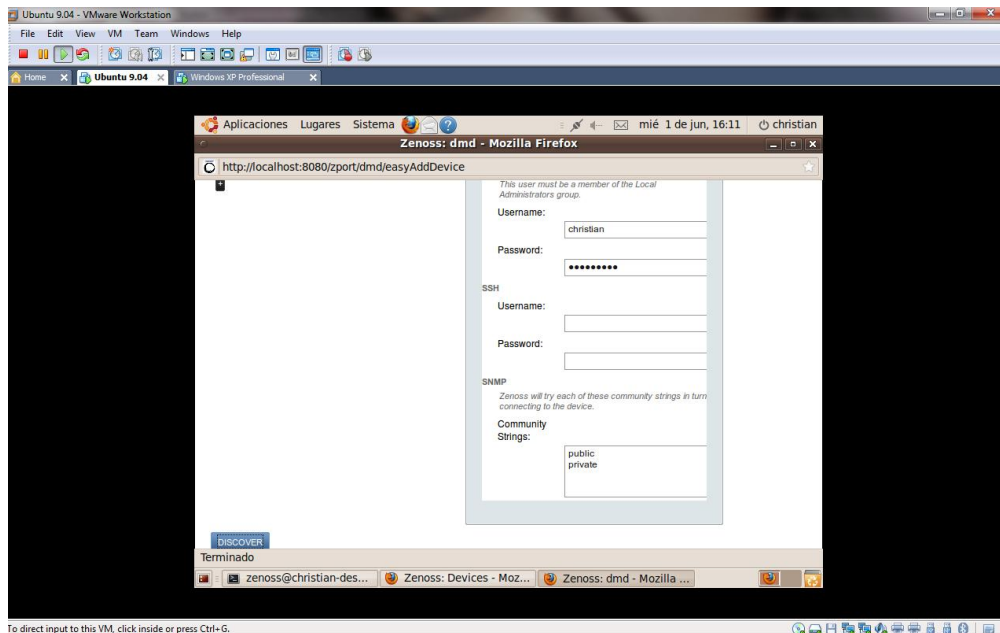 Ubuntu 9.04 - VMware Workstation
File Edit View VM Team Windows Help
Home X Ubuntu 9.04 X Windows XP Professional X
Aplicaciones Lugares Sistema mié 1 de jun, 16:11 christian
Zenoss: dmd - Mozilla Firefox
http://localhost:8080/zport/dmd/easyAddDevice
This user must be a member of the Local
Administrators group.
Username:
christian
Password:
•••••••••
SSH
Username:
Password:
SNMP
Zenoss will try each of these community strings in turn
connecting to the device.
Community
Strings:
public
private
DISCOVER
Terminado
zenoss@christian-des... Zenoss: Devices - Moz... Zenoss: dmd - Mozilla ...
To direct input to this VM, click inside or press Ctrl+G.